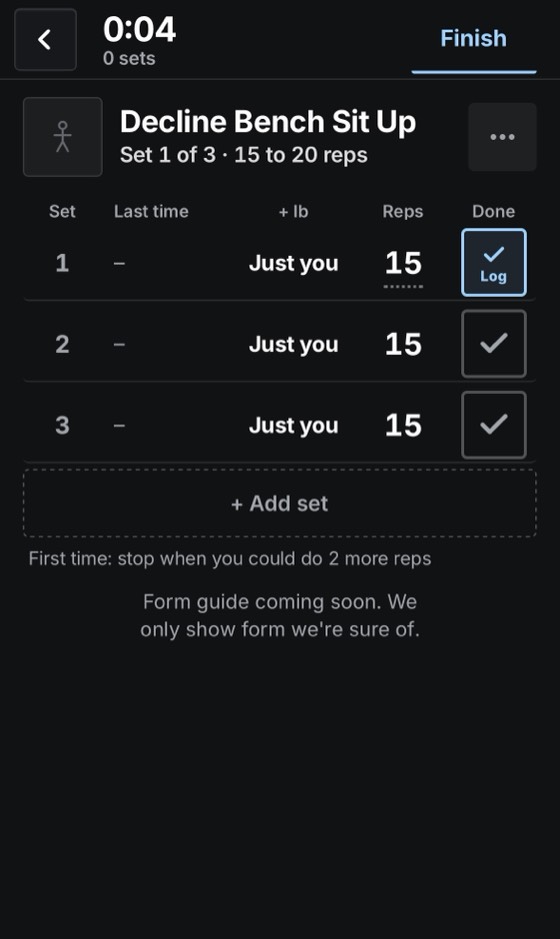 0:04
0 sets
Finish
Decline Bench Sit Up
Set 1 of 3 · 15 to 20 reps
Set Last time + lb Reps Done
1 – Just you 15 Log
2 – Just you 15
3 – Just you 15
+ Add set
First time: stop when you could do 2 more reps
Form guide coming soon. We
only show form we're sure of.